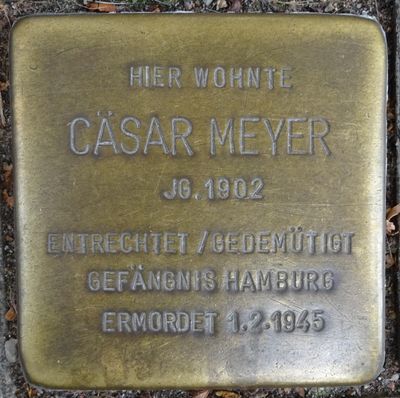 HIER WOHNTE
CÄSAR MEYER
JG. 1902
ENTRECHTET / GEDEMÜTIGT
GEFÄNGNIS HAMBURG
ERMORDET 1.2.1945